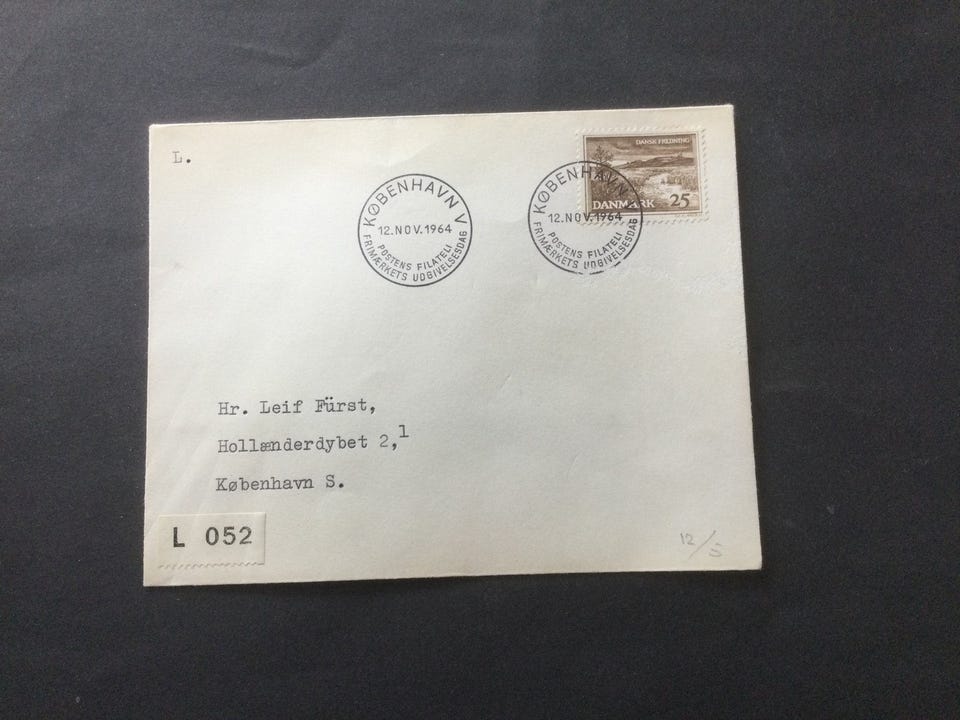 L.
KØBENHAVN V
12.NOV.1964
POSTENS FILATELI
FRIMÆRKETS UDGIVELSESDAG
DANSK FREDNING
DANMARK 25
KØBENHAVN V
12.NOV.1964
POSTENS FILATELI
FRIMÆRKETS UDGIVELSESDAG
Hr. Leif Fürst,
Hollænderdybet 2,1
København S.
L 052
12/